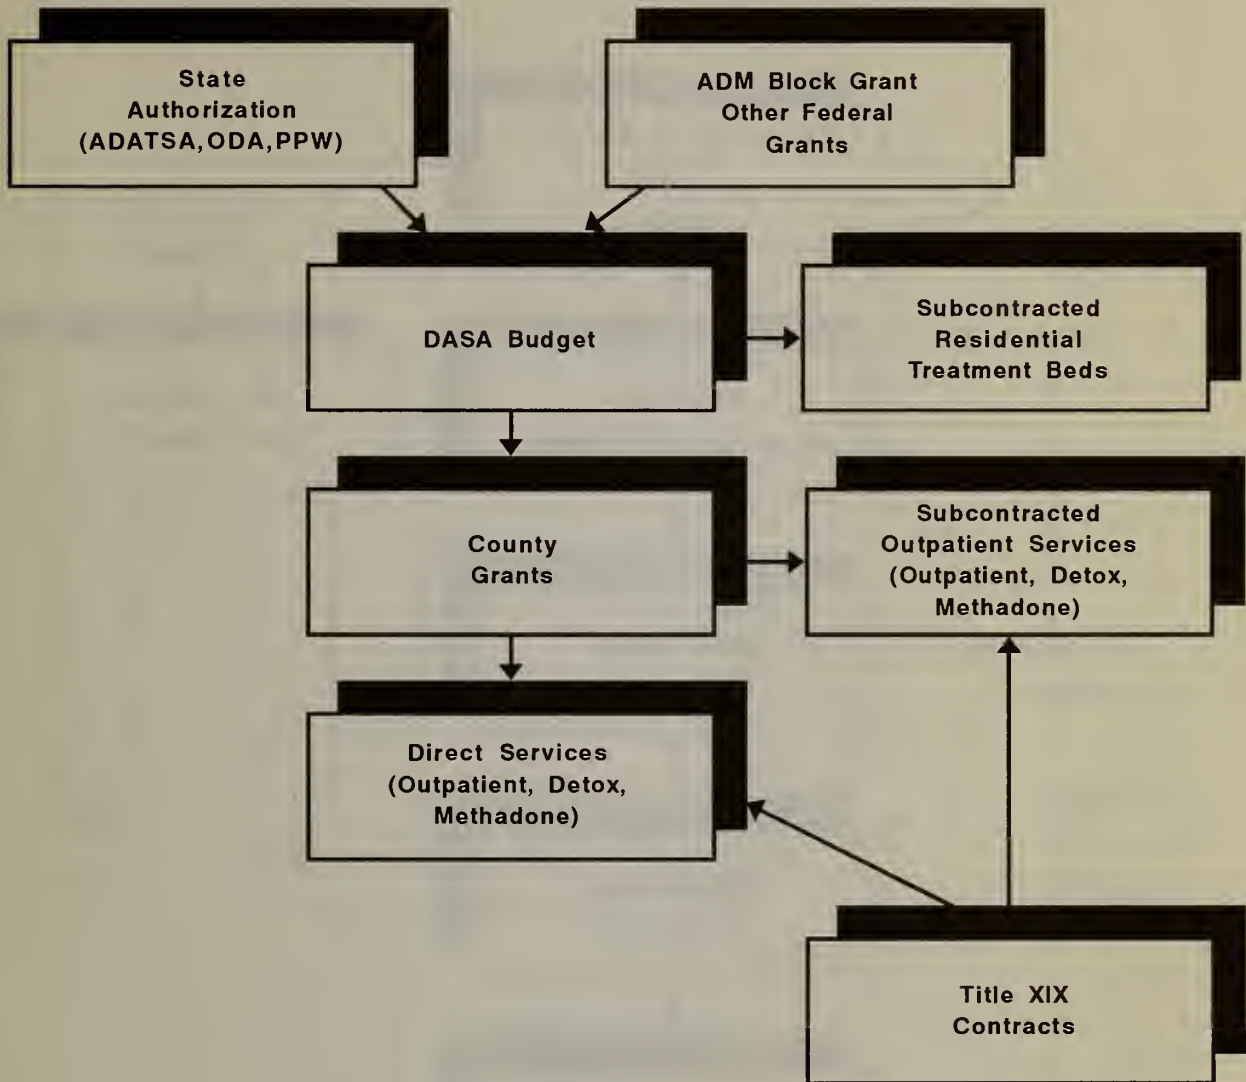 State
Authorization
(ADATSA,ODA,PPW)
ADM Block Grant
Other Federal
Grants
DASA Budget
Subcontracted
Residential
Treatment Beds
County
Grants
Subcontracted
Outpatient Services
(Outpatient, Detox,
Methadone)
Direct Services
(Outpatient, Detox,
Methadone)
Title XIX
Contracts